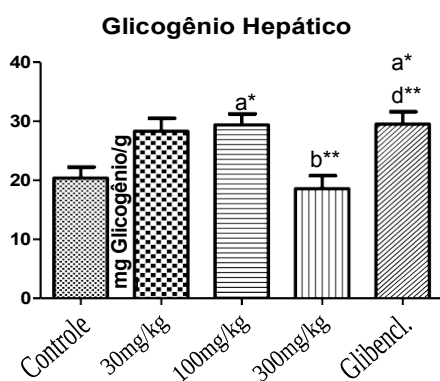 Glicogênio Hepático
40
30
20
10
0
mg Glicogênio/g
a*
b**
a*
d**
Controle
30mg/kg
100mg/kg
300mg/kg
Glibencl.